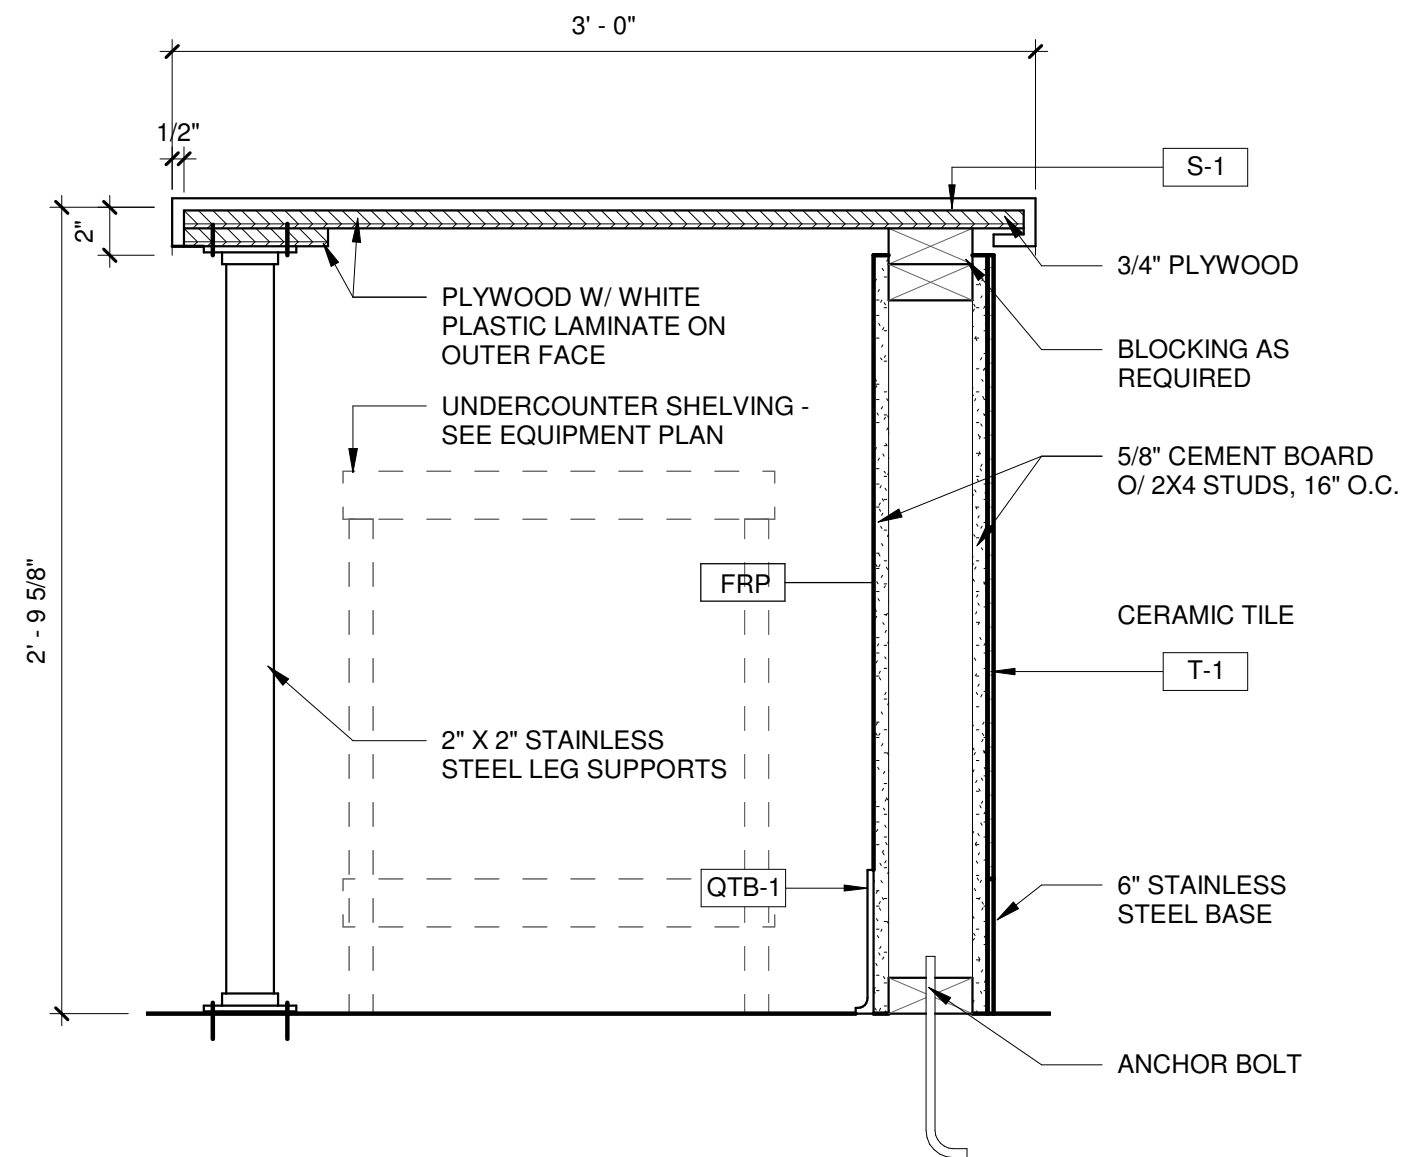 3' - 0"
1/2"
S-1
2"
3/4" PLYWOOD
PLYWOOD W/ WHITE
PLASTIC LAMINATE ON
OUTER FACE
BLOCKING AS
REQUIRED
UNDERCOUNTER SHELVING -
SEE EQUIPMENT PLAN
5/8" CEMENT BOARD
O/ 2X4 STUDS, 16" O.C.
FRP
2' - 9 5/8"
CERAMIC TILE
T-1
2" X 2" STAINLESS
STEEL LEG SUPPORTS
QTB-1
6" STAINLESS
STEEL BASE
ANCHOR BOLT